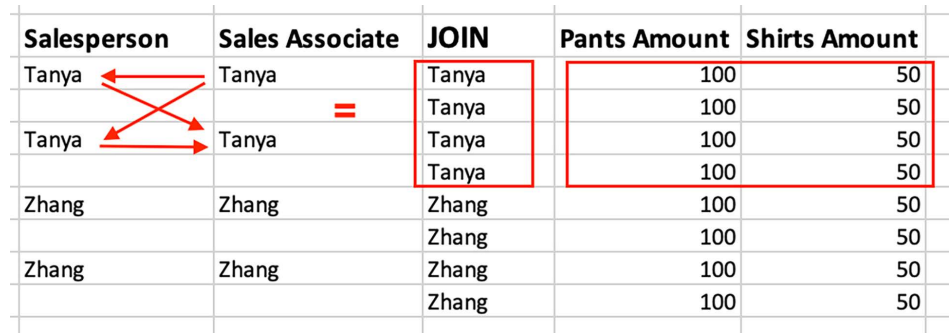 Salesperson Sales Associate JOIN Pants Amount Shirts Amount
Tanya Tanya Tanya 100 50
= Tanya 100 50
Tanya Tanya Tanya 100 50
Tanya 100 50
Zhang Zhang Zhang 100 50
Zhang 100 50
Zhang Zhang Zhang 100 50
Zhang 100 50